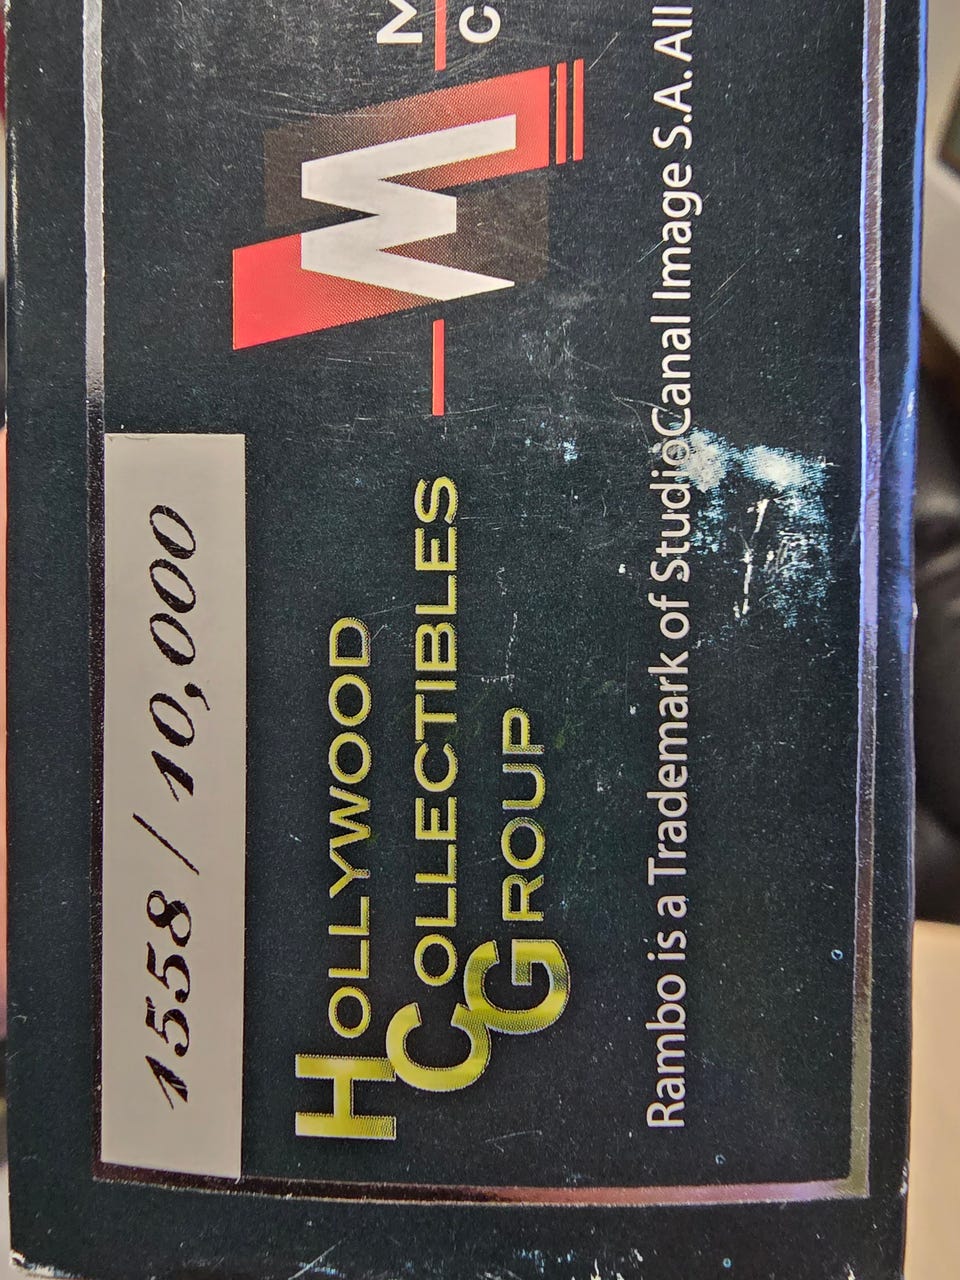 1558 / 10,000
HOLLYWOOD
COLLECTIBLES
GROUP
M
M
C
Rambo is a Trademark of StudioCanal Image S.A. All